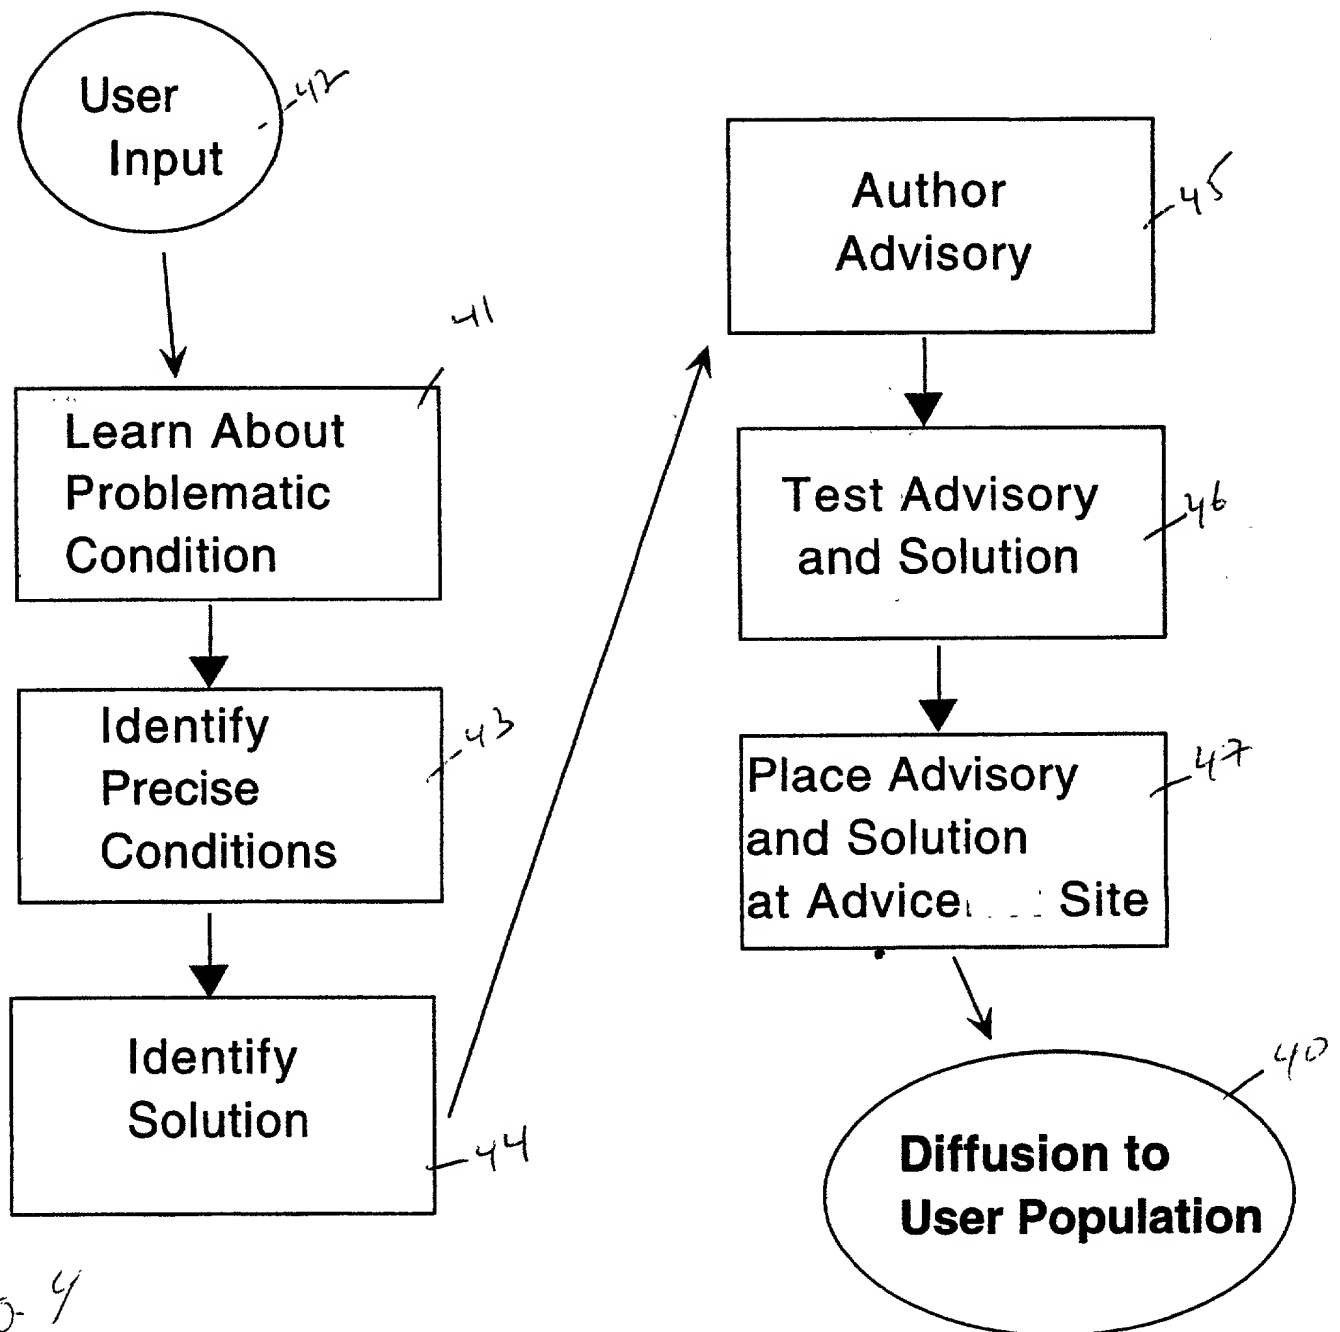 User
Input
42
41
Learn About
Problematic
Condition
Identify
Precise
Conditions
43
Identify
Solution
44
Author
Advisory
45
Test Advisory
and Solution
46
Place Advisory
and Solution
at Advice Site
47
Diffusion to
User Population
40
4